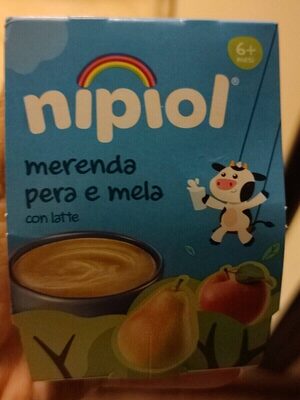 6+
mesi
nipiol®
merenda
pera e mela
con latte